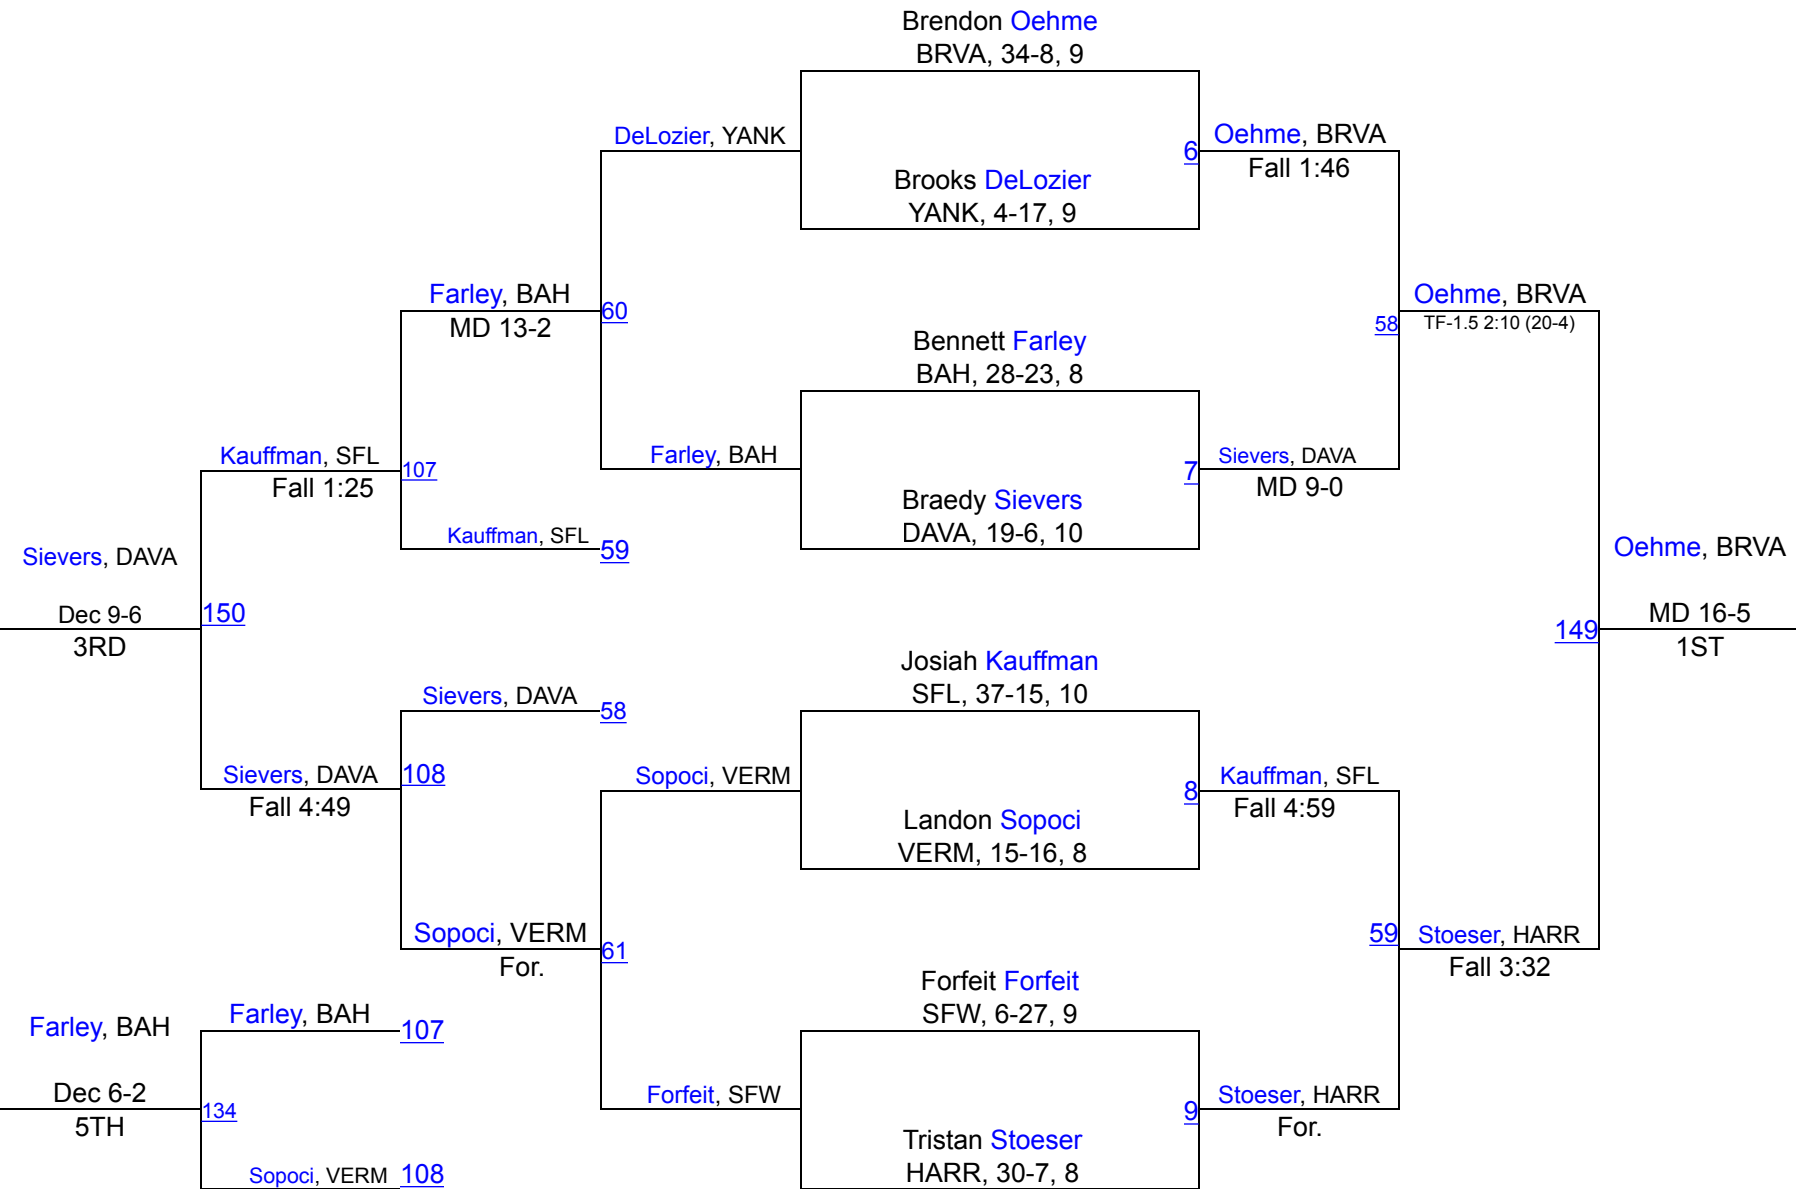 Brendon Oehme
BRVA, 34-8, 9
DeLozier, YANK
6
Oehme, BRVA
Fall 1:46
Brooks DeLozier
YANK, 4-17, 9
Farley, BAH
MD 13-2
60
Oehme, BRVA
58
TF-1.5 2:10 (20-4)
Bennett Farley
BAH, 28-23, 8
Kauffman, SFL
Fall 1:25
107
Farley, BAH
7
Sievers, DAVA
MD 9-0
Braedy Sievers
DAVA, 19-6, 10
Kauffman, SFL
59
Sievers, DAVA
Dec 9-6
3RD
150
Oehme, BRVA
149
MD 16-5
1ST
Josiah Kauffman
SFL, 37-15, 10
Sievers, DAVA
58
Sievers, DAVA
Fall 4:49
108
Sopoci, VERM
8
Kauffman, SFL
Fall 4:59
Landon Sopoci
VERM, 15-16, 8
Sopoci, VERM
For.
61
59
Stoeser, HARR
Fall 3:32
Forfeit Forfeit
SFW, 6-27, 9
Farley, BAH
Farley, BAH
107
Dec 6-2
5TH
134
Forfeit, SFW
9
Stoeser, HARR
For.
Tristan Stoeser
HARR, 30-7, 8
Sopoci, VERM
108